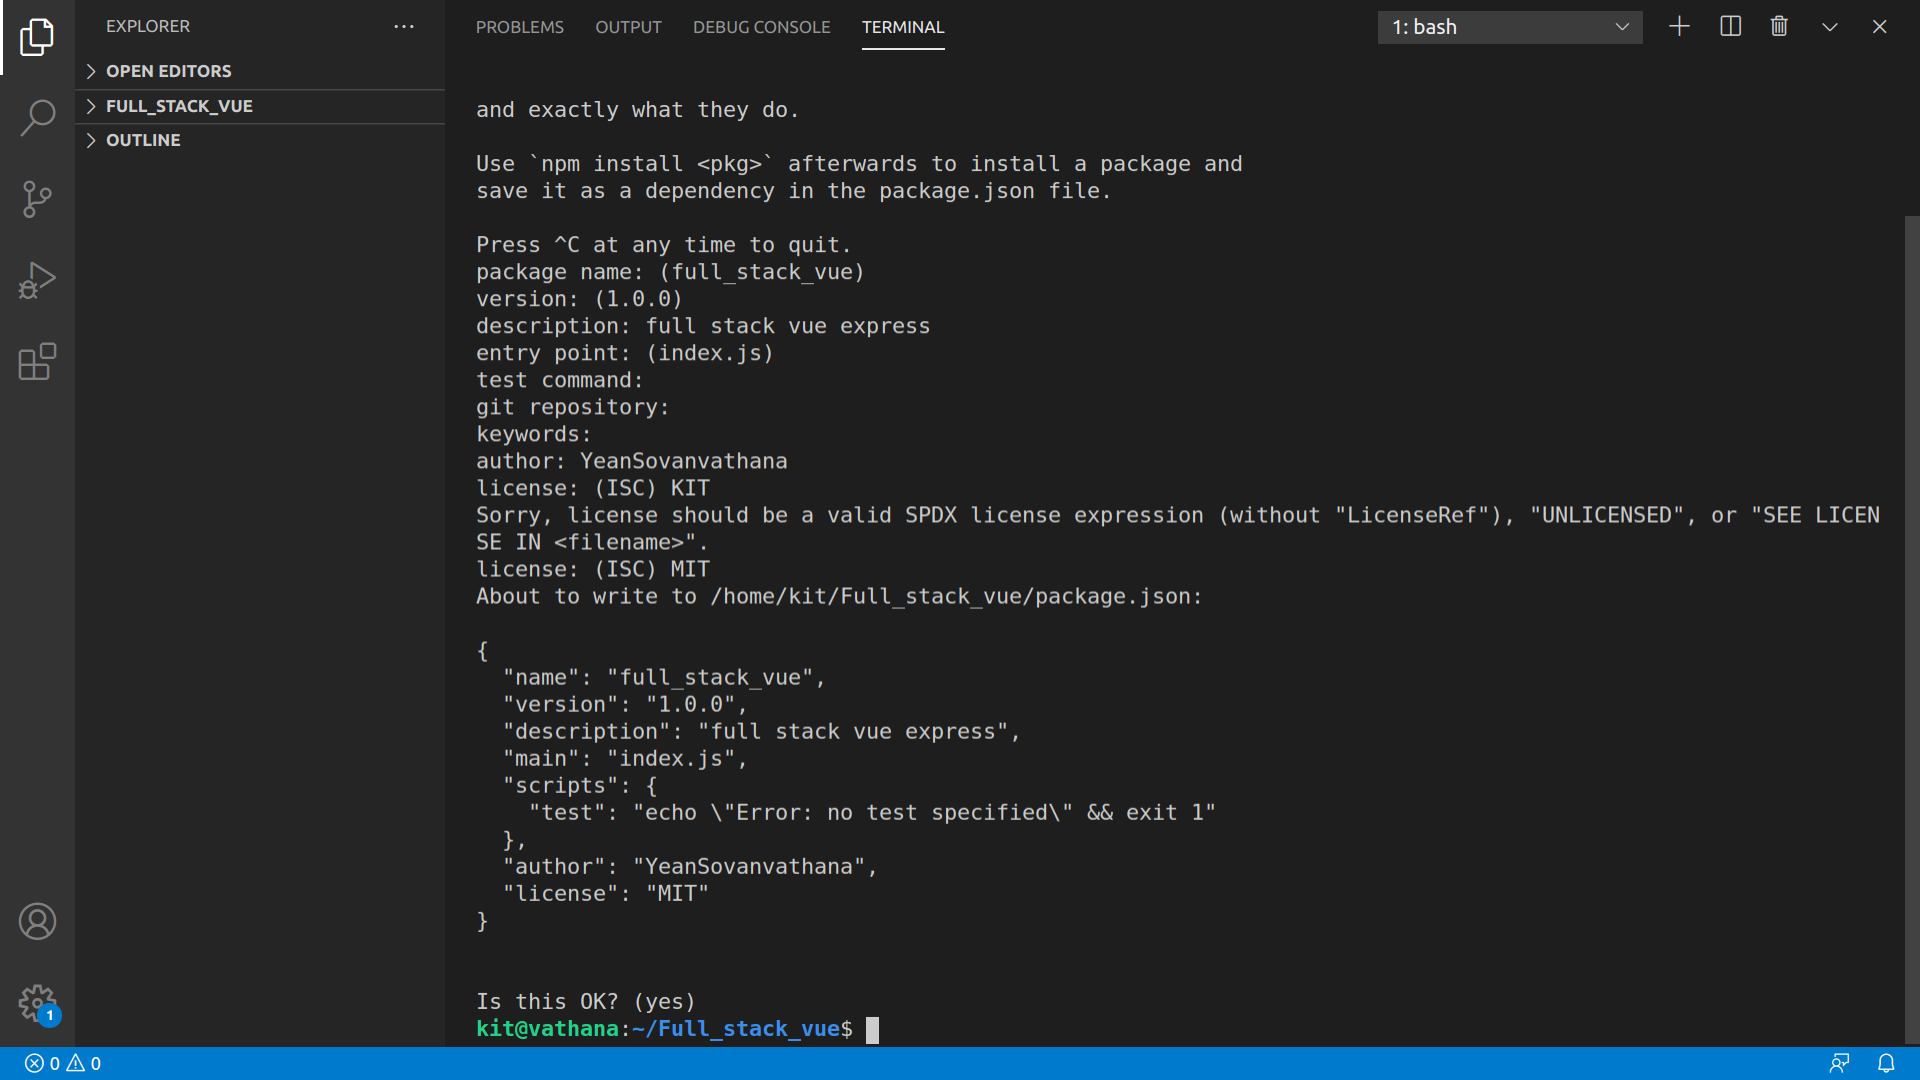 EXPLORER
OPEN EDITORS
FULL_STACK_VUE
OUTLINE
PROBLEMS OUTPUT DEBUG CONSOLE TERMINAL 1: bash
and exactly what they do.
Use `npm install <pkg>` afterwards to install a package and
save it as a dependency in the package.json file.
Press ^C at any time to quit.
package name: (full_stack_vue)
version: (1.0.0)
description: full stack vue express
entry point: (index.js)
test command:
git repository:
keywords:
author: YeanSovanvathana
license: (ISC) KIT
Sorry, license should be a valid SPDX license expression (without "LicenseRef"), "UNLICENSED", or "SEE LICEN
SE IN <filename>".
license: (ISC) MIT
About to write to /home/kit/Full_stack_vue/package.json:
{
  "name": "full_stack_vue",
  "version": "1.0.0",
  "description": "full stack vue express",
  "main": "index.js",
  "scripts": {
    "test": "echo \"Error: no test specified\" && exit 1"
  },
  "author": "YeanSovanvathana",
  "license": "MIT"
}
Is this OK? (yes)
kit@vathana:~/Full_stack_vue$
1
0 0